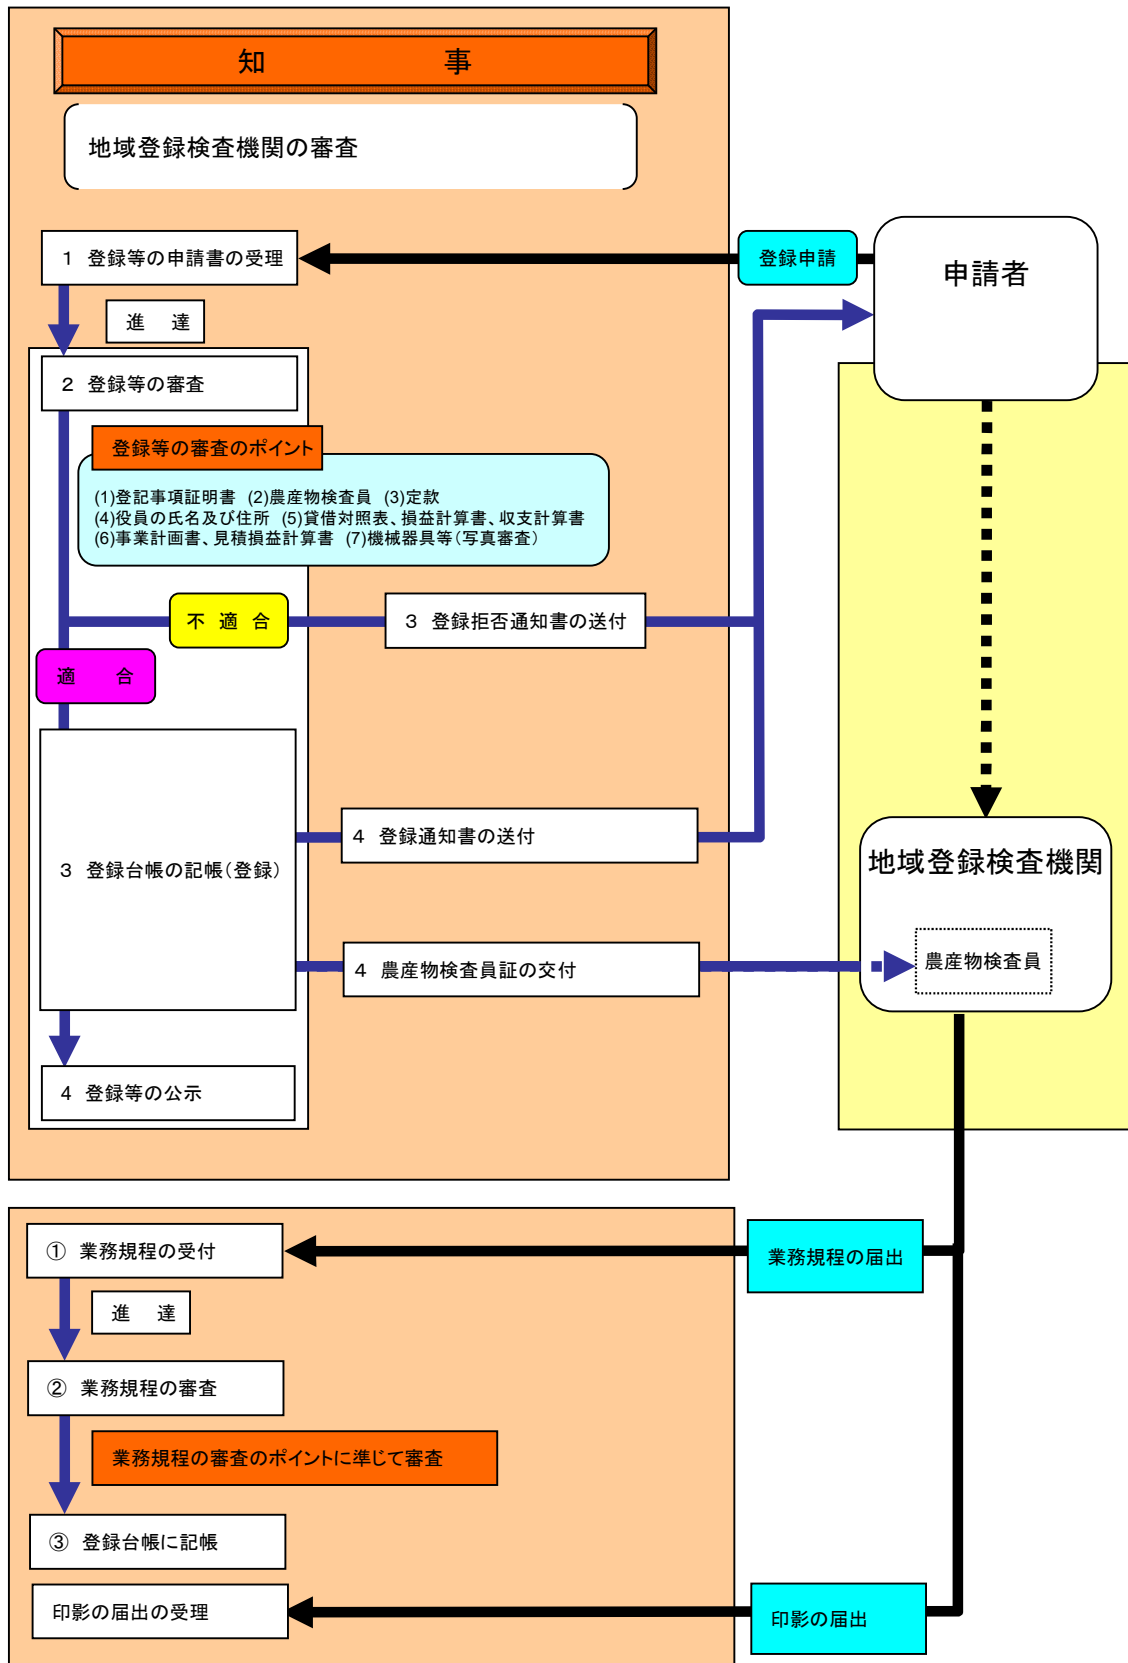 知　　　事
地域登録検査機関の審査
1 登録等の申請書の受理
登録申請
申請者
進 達
2 登録等の審査
登録等の審査のポイント
(1)登記事項証明書 (2)農産物検査員 (3)定款
(4)役員の氏名及び住所 (5)貸借対照表、損益計算書、収支計算書
(6)事業計画書、見積損益計算書 (7)機械器具等(写真審査)
不 適 合
3 登録拒否通知書の送付
適 合
3 登録台帳の記帳(登録)
4 登録通知書の送付
地域登録検査機関
農産物検査員
4 農産物検査員証の交付
4 登録等の公示
① 業務規程の受付
業務規程の届出
進 達
② 業務規程の審査
業務規程の審査のポイントに準じて審査
③ 登録台帳に記帳
印影の届出の受理
印影の届出